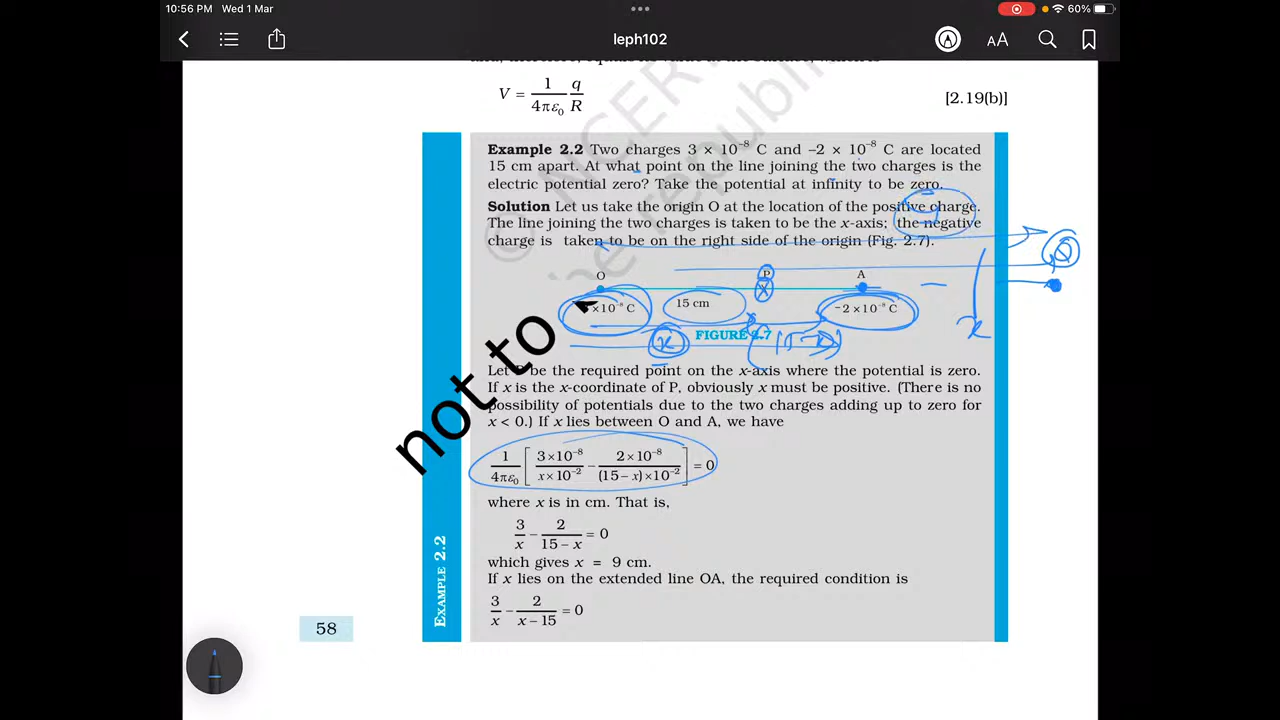 10:56 PM Wed 1 Mar
60%
leph102
AA
V = 1/4πε₀ q/R
[2.19(b)]
Example 2.2 Two charges 3 × 10⁻⁸ C and –2 × 10⁻⁸ C are located
15 cm apart. At what point on the line joining the two charges is the
electric potential zero? Take the potential at infinity to be zero.
Solution Let us take the origin O at the location of the positive charge.
The line joining the two charges is taken to be the x-axis; the negative
charge is taken to be on the right side of the origin (Fig. 2.7).
O P A
×10⁻⁸ C 15 cm –2 × 10⁻⁸ C
x
x (15-x)
FIGURE 2.7
Let be the required point on the x-axis where the potential is zero.
If x is the x-coordinate of P, obviously x must be positive. (There is no
possibility of potentials due to the two charges adding up to zero for
x < 0.) If x lies between O and A, we have
1/4πε₀ [3×10⁻⁸/x×10⁻² – 2×10⁻⁸/(15–x)×10⁻²] = 0
where x is in cm. That is,
3/x – 2/15–x = 0
which gives x = 9 cm.
If x lies on the extended line OA, the required condition is
3/x – 2/x–15 = 0
EXAMPLE 2.2
58
© NCERT
not to be republi